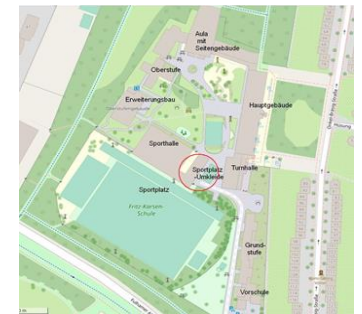 Aula
mit
Seitengebäude
Oberstufe
Erweiterungsbau
Hauptgebäude
Sporthalle
Sportplatz
-Umkleide
Turnhalle
Sportplatz
Fritz-Karsen-
Schule
Grund-
stufe
Vorschule